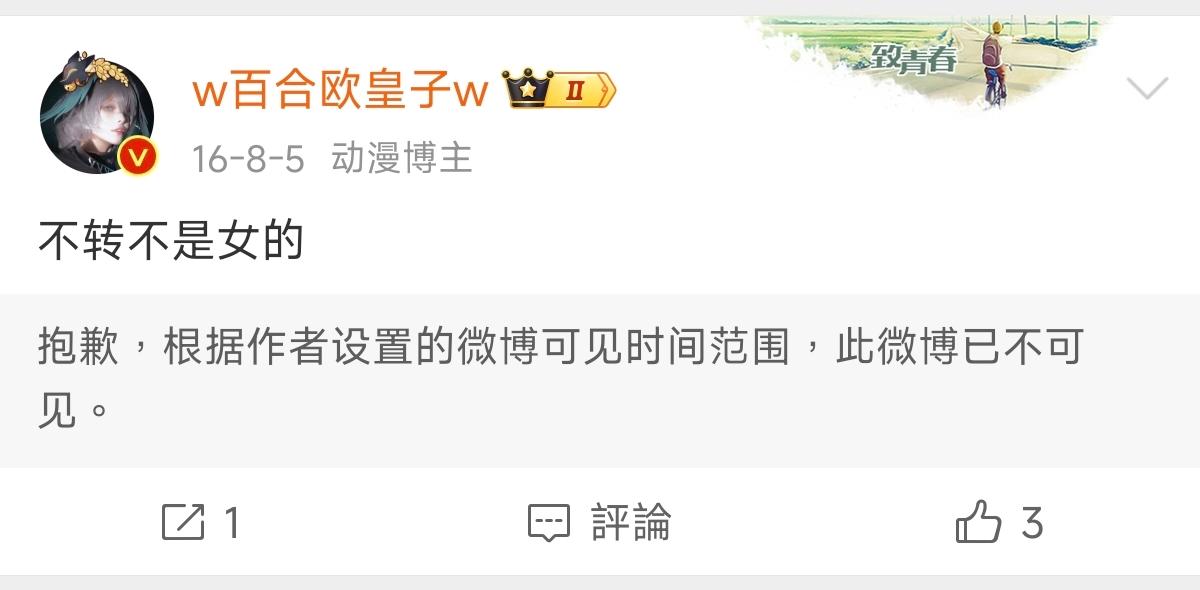 致青春
w百合欧皇子w II
16-8-5 动漫博主
不转不是女的
抱歉，根据作者设置的微博可见时间范围，此微博已不可
见。
1 評論 3